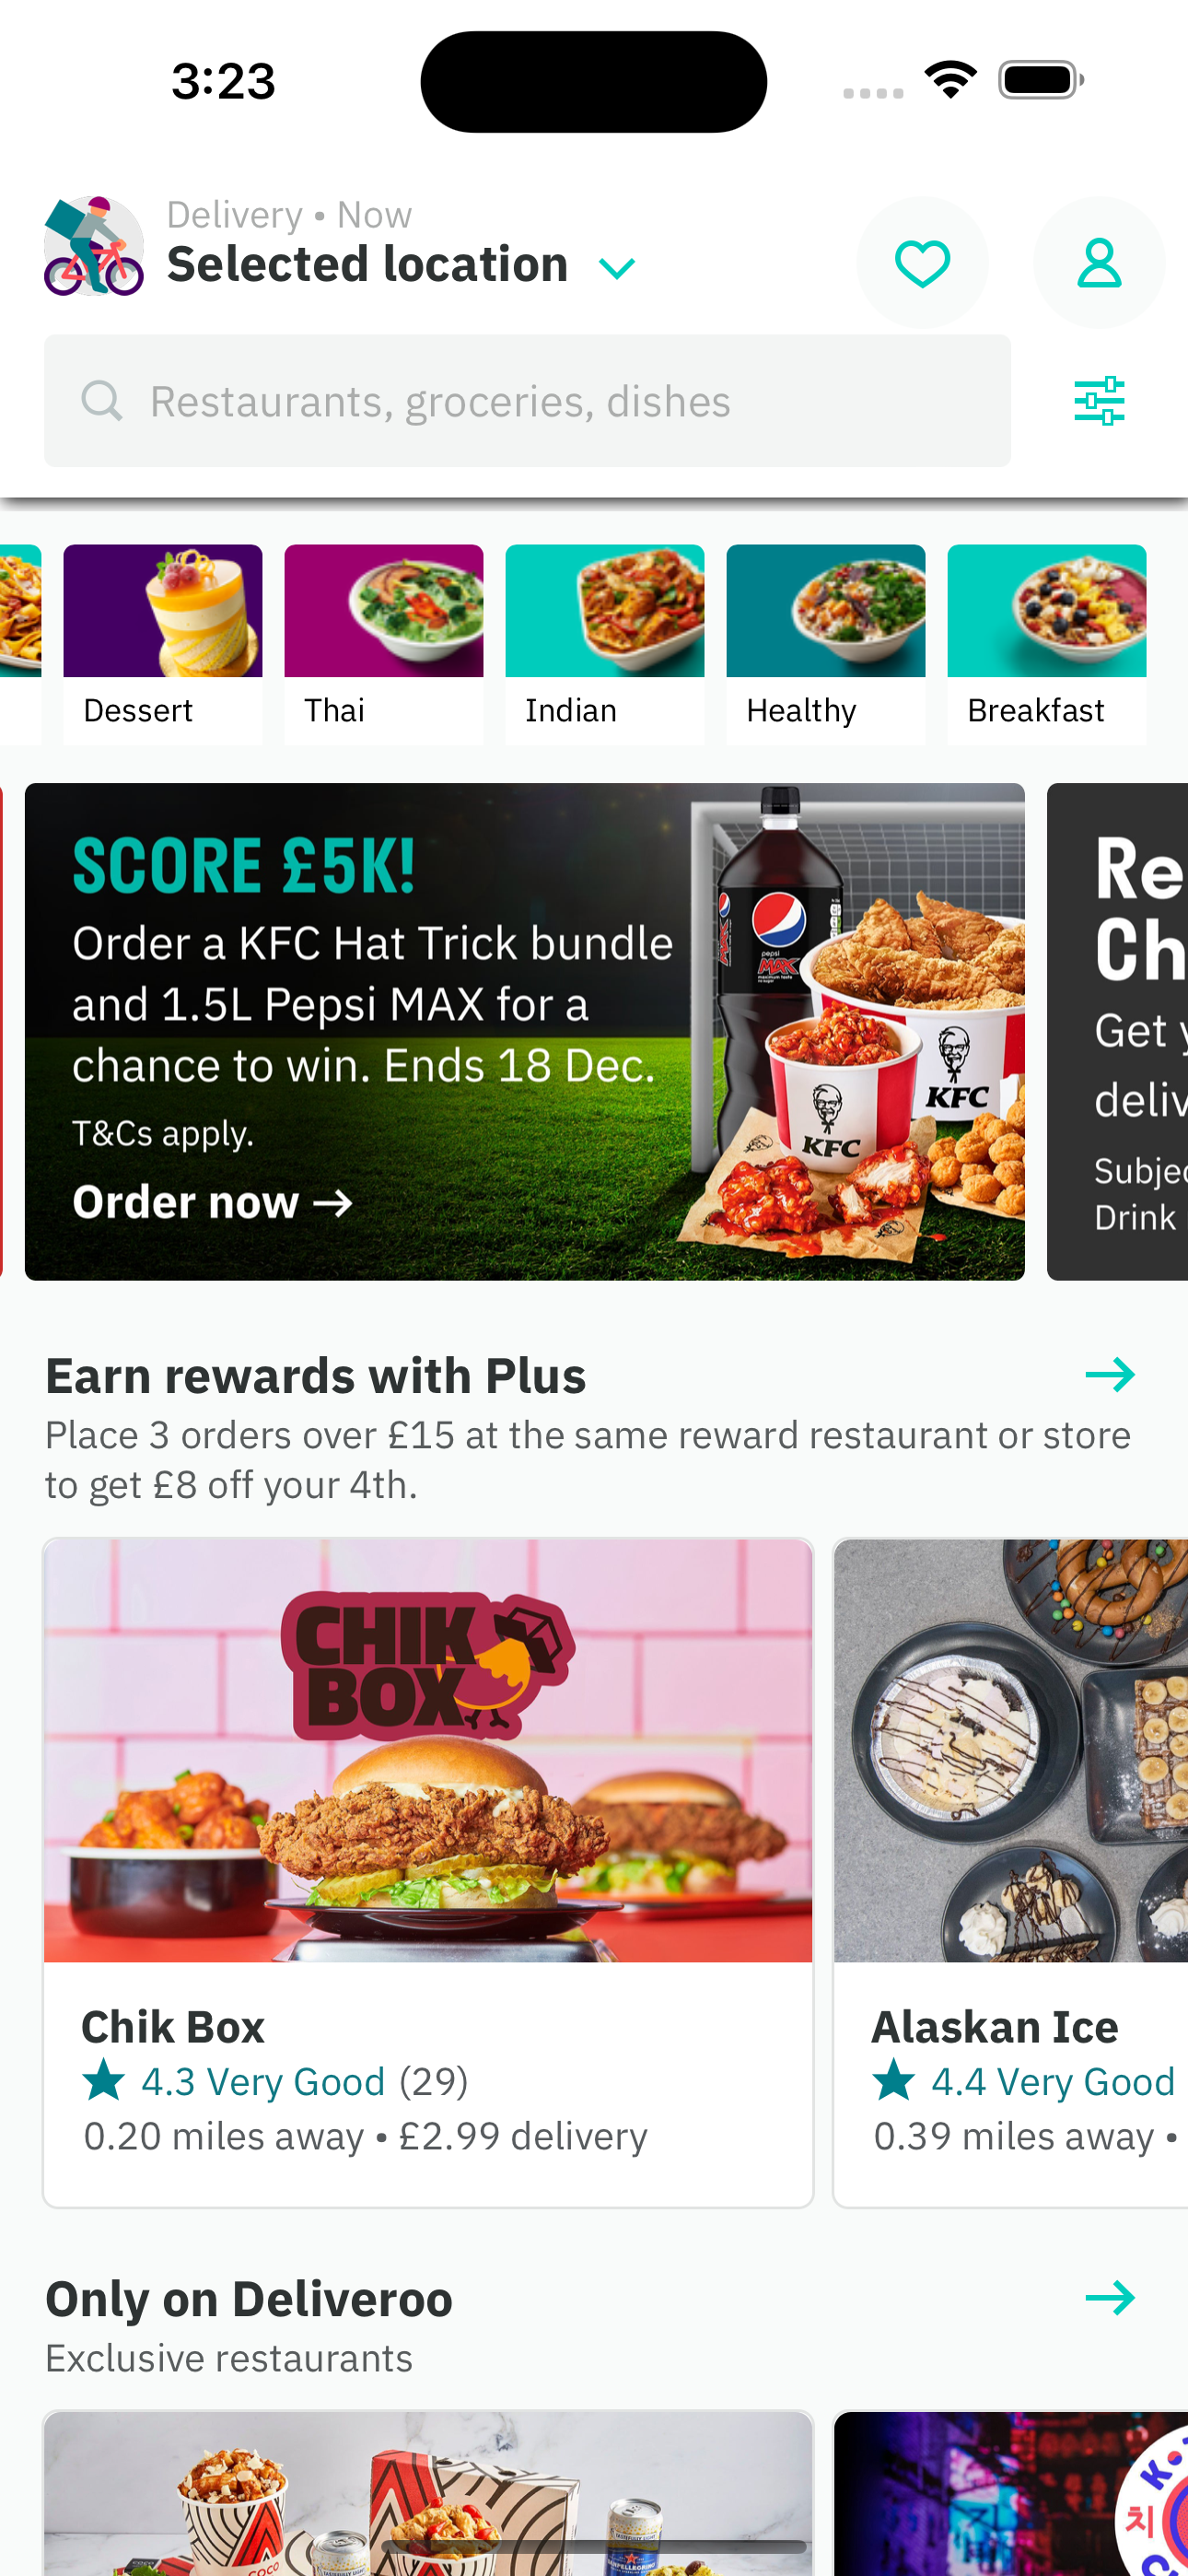 3:23
Delivery • Now
Selected location
Restaurants, groceries, dishes
Dessert
Thai
Indian
Healthy
Breakfast
SCORE £5K!
Order a KFC Hat Trick bundle
and 1.5L Pepsi MAX for a
chance to win. Ends 18 Dec.
T&Cs apply.
Order now →
pepsi
MAX
KFC
KFC
Re
Ch
Get y
deliv
Subjec
Drink
Earn rewards with Plus
Place 3 orders over £15 at the same reward restaurant or store
to get £8 off your 4th.
CHIK
BOX
Chik Box
4.3 Very Good (29)
0.20 miles away • £2.99 delivery
Alaskan Ice
4.4 Very Good
0.39 miles away •
Only on Deliveroo
Exclusive restaurants
COCO
치